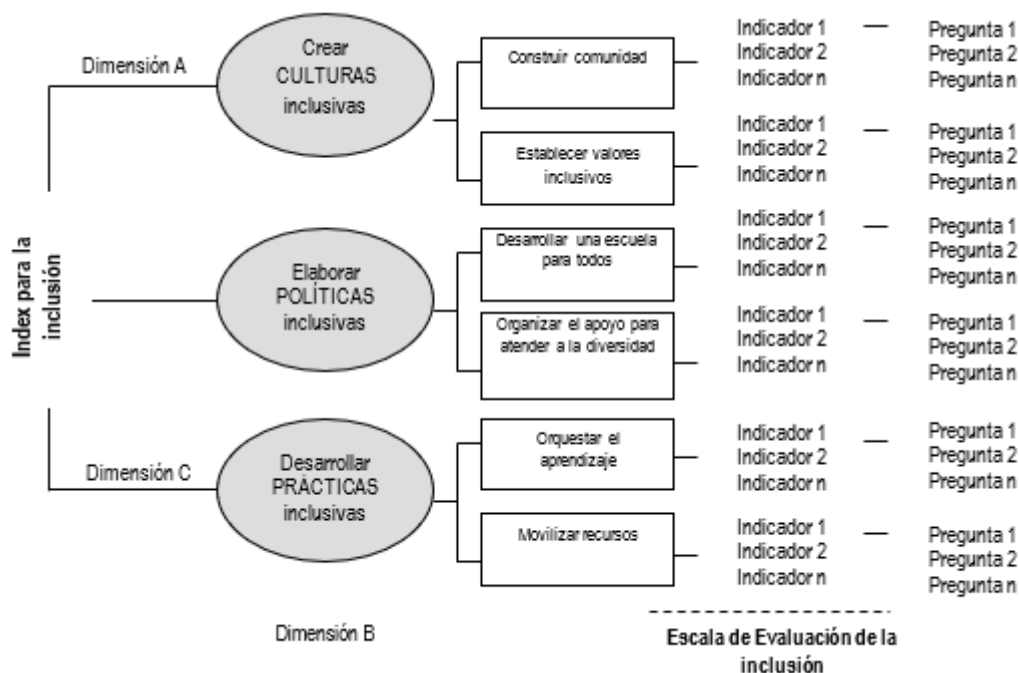 Index para la
inclusión
Dimensión A
Crear
CULTURAS
inclusivas
Construir comunidad
Indicador 1
Indicador 2
Indicador n
Pregunta 1
Pregunta 2
Pregunta n
Establecer valores
inclusivos
Indicador 1
Indicador 2
Indicador n
Pregunta 1
Pregunta 2
Pregunta n
Elaborar
POLÍTICAS
inclusivas
Desarrollar una escuela
para todos
Indicador 1
Indicador 2
Indicador n
Pregunta 1
Pregunta 2
Pregunta n
Organizar el apoyo para
atender a la diversidad
Indicador 1
Indicador 2
Indicador n
Pregunta 1
Pregunta 2
Pregunta n
Dimensión C
Desarrollar
PRÁCTICAS
inclusivas
Orquestar el
aprendizaje
Indicador 1
Indicador 2
Indicador n
Pregunta 1
Pregunta 2
Pregunta n
Movilizar recursos
Indicador 1
Indicador 2
Indicador n
Pregunta 1
Pregunta 2
Pregunta n
Dimensión B
Escala de Evaluación de la
inclusión